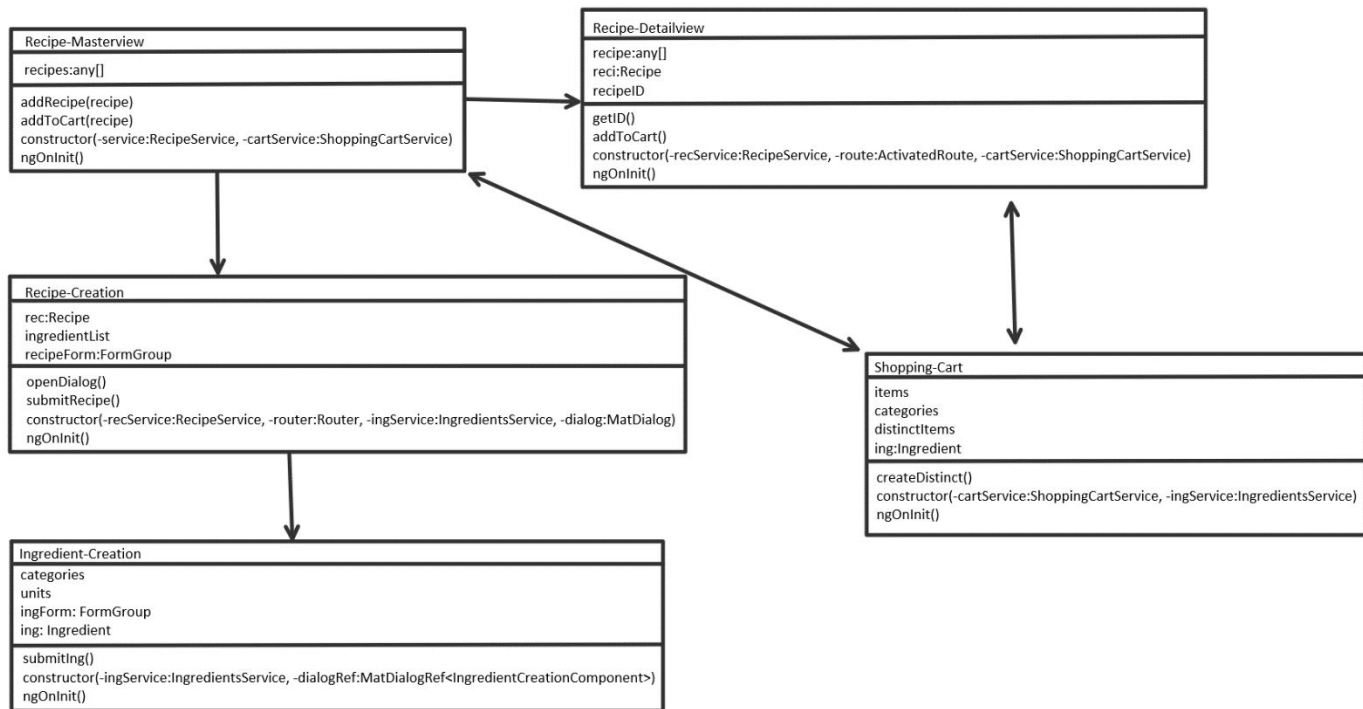 Recipe-Masterview
recipes:any[]
addRecipe(recipe)
addToCart(recipe)
constructor(-service:RecipeService, -cartService:ShoppingCartService)
ngOnInit()
Recipe-Detailview
recipe:any[]
reci:Recipe
recipeID
getID()
addToCart()
constructor(-recService:RecipeService, -route:ActivatedRoute, -cartService:ShoppingCartService)
ngOnInit()
Recipe-Creation
rec:Recipe
ingredientList
recipeForm:FormGroup
openDialog()
submitRecipe()
constructor(-recService:RecipeService, -router:Router, -ingService:IngredientsService, -dialog:MatDialog)
ngOnInit()
Shopping-Cart
items
categories
distinctItems
ing:Ingredient
createDistinct()
constructor(-cartService:ShoppingCartService, -ingService:IngredientsService)
ngOnInit()
Ingredient-Creation
categories
units
ingForm: FormGroup
ing: Ingredient
submitIng()
constructor(-ingService:IngredientsService, -dialogRef:MatDialogRef<IngredientCreationComponent>)
ngOnInit()